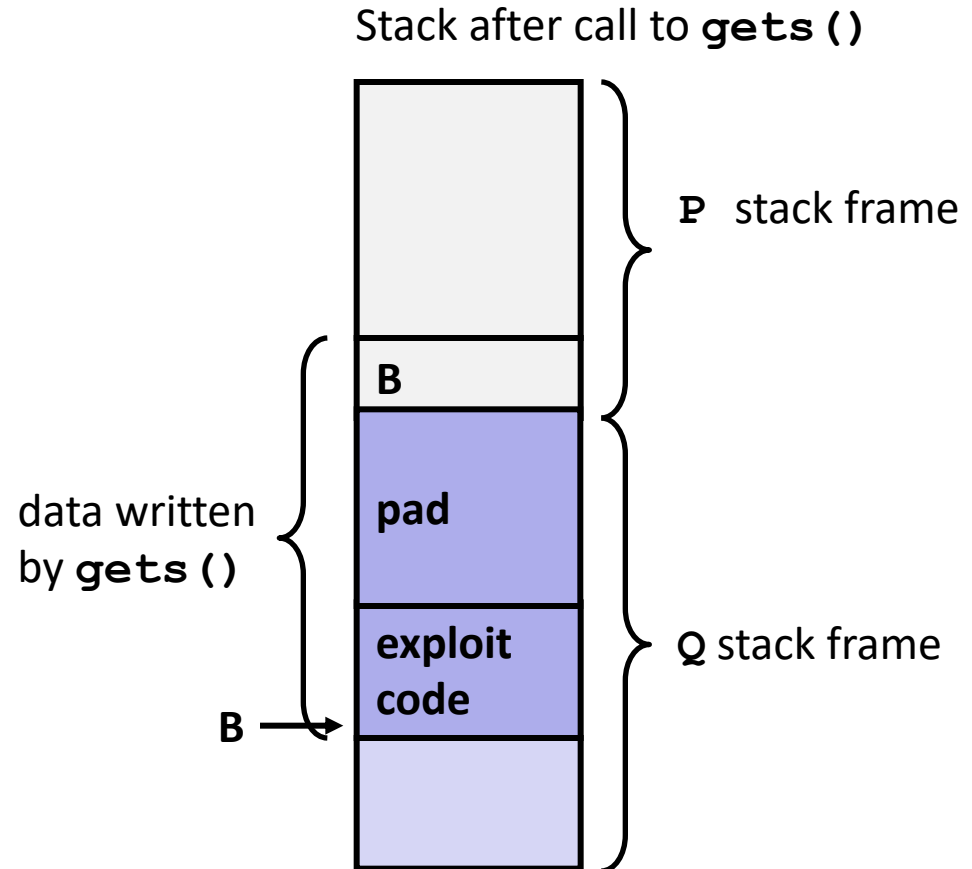 Stack after call to gets()
P stack frame
B
pad
data written
by gets()
exploit
code
Q stack frame
B